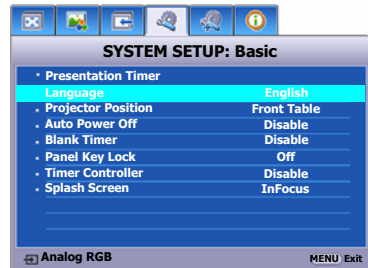 SYSTEM SETUP: Basic
Presentation Timer
Language English
Projector Position Front Table
Auto Power Off Disable
Blank Timer Disable
Panel Key Lock Off
Timer Controller Disable
Splash Screen InFocus
Analog RGB MENU Exit